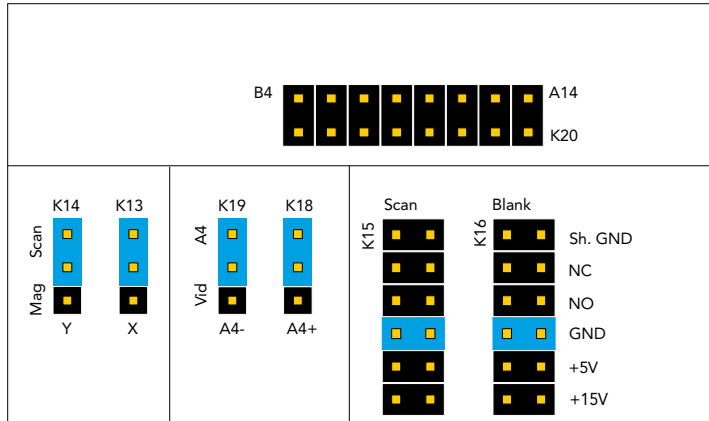 B4 A14
K20
K14 K13
Scan
Mag
Y X
K19 K18
A4
Vid
A4- A4+
Scan Blank
K15 K16
Sh. GND
NC
NO
GND
+5V
+15V